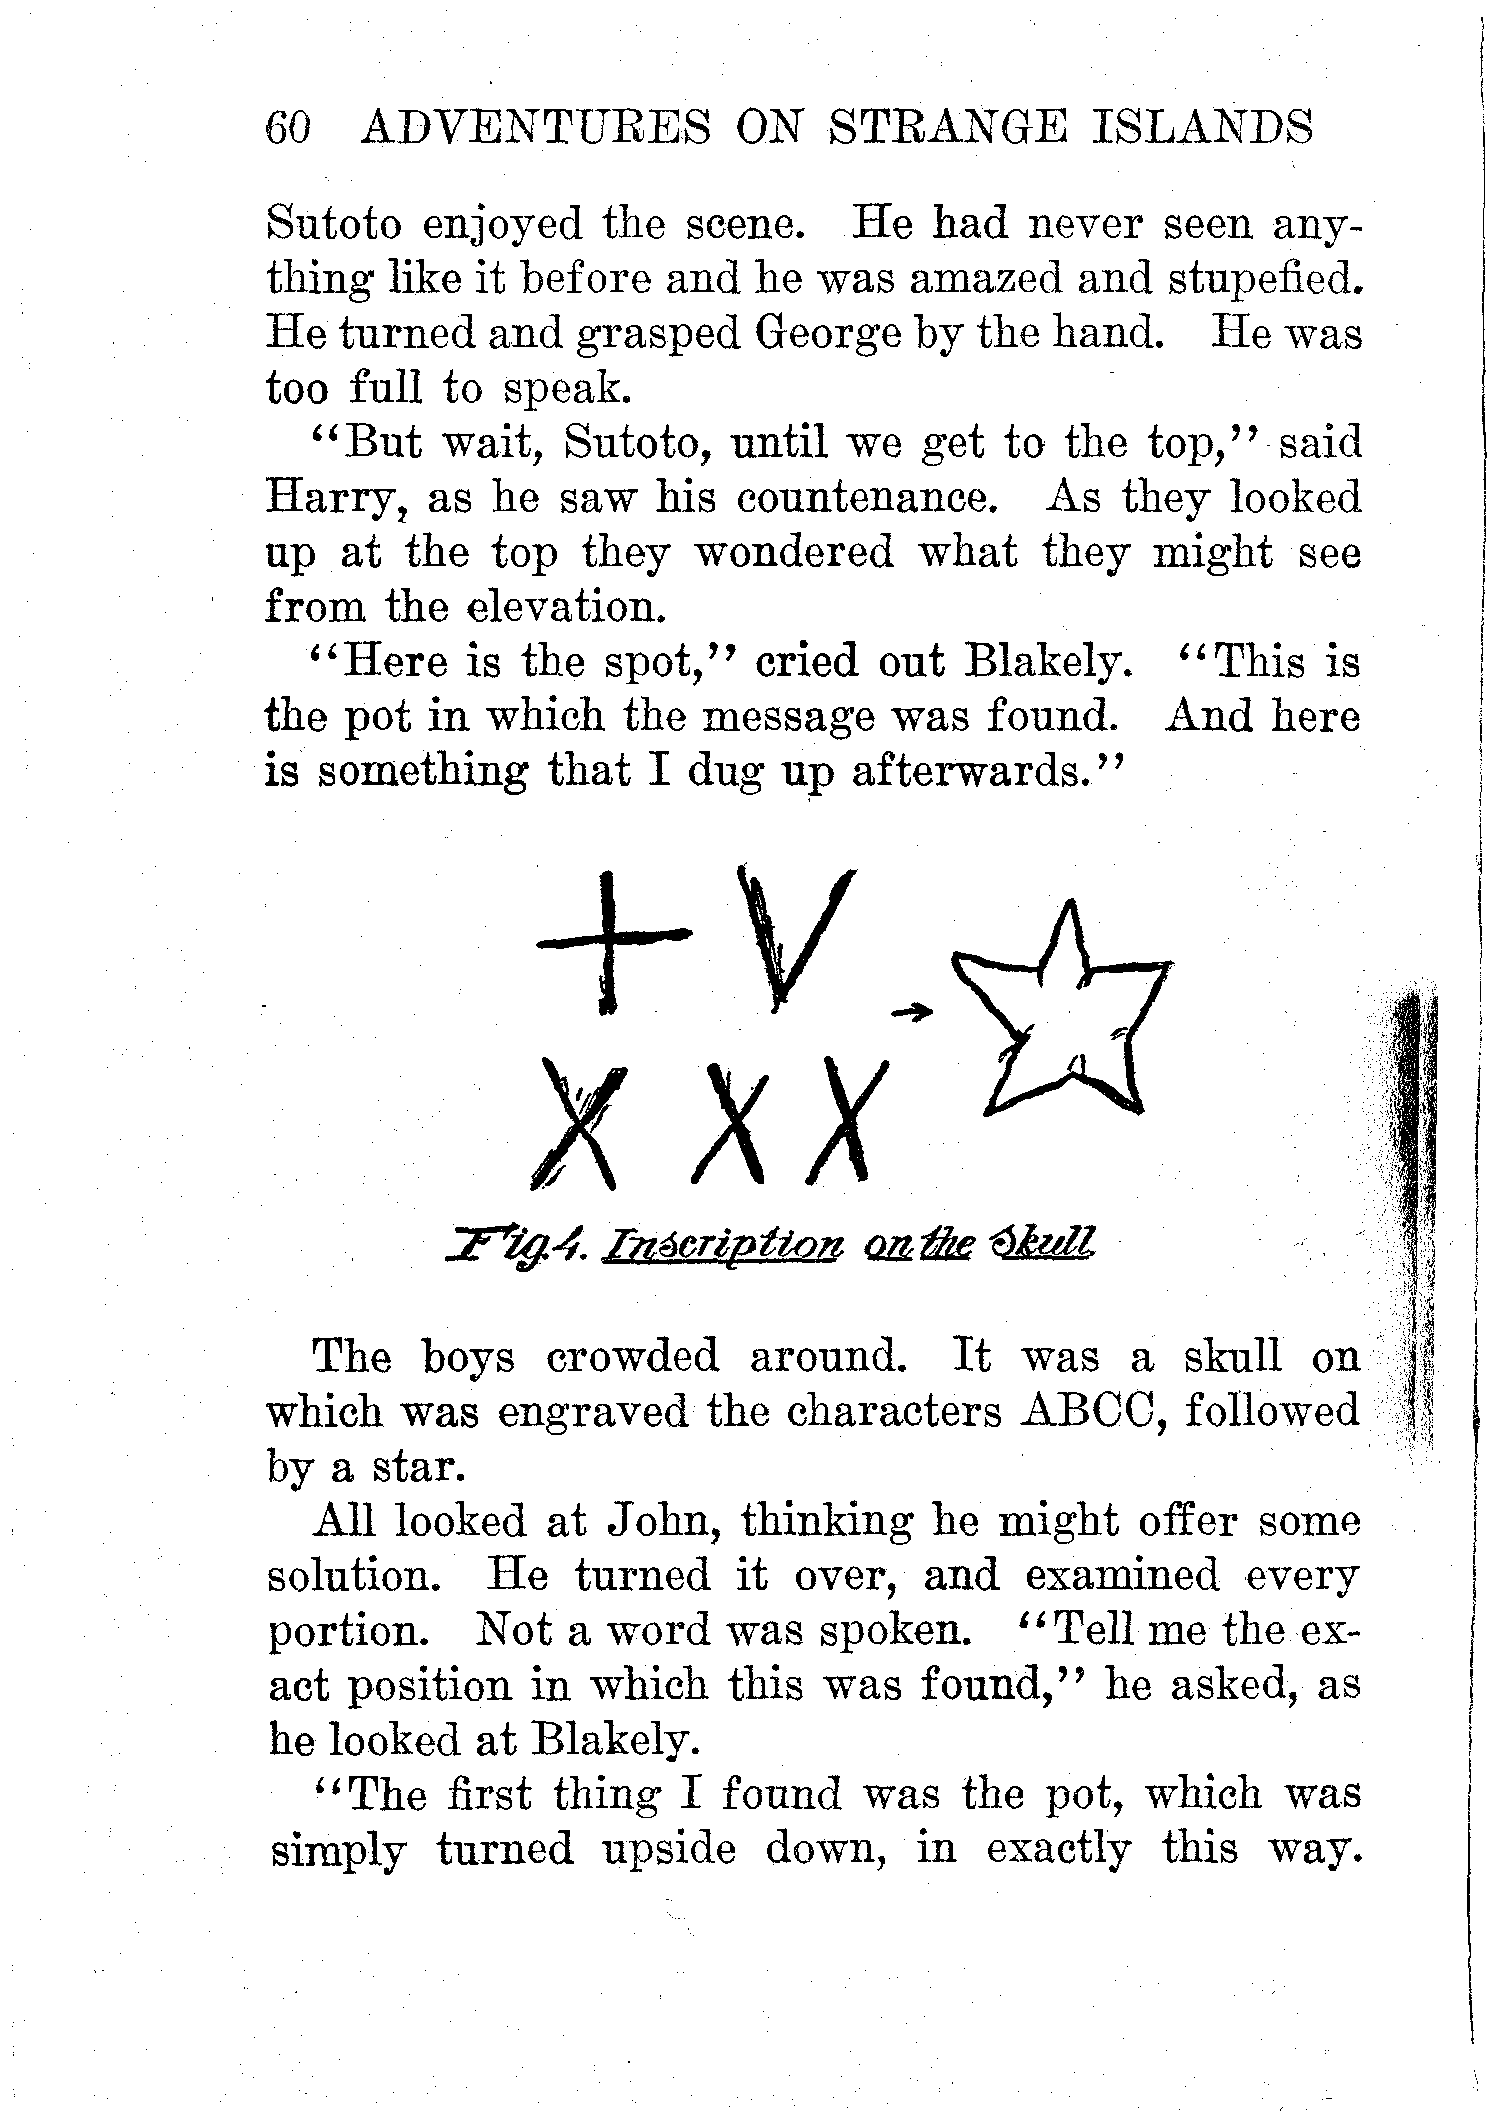 60 ADVENTURES ON STRANGE ISLANDS
Sutoto enjoyed the scene. He had never seen any-
thing like it before and he was amazed and stupefied.
He turned and grasped George by the hand. He was
too full to speak.
“But wait, Sutoto, until we get to the top,” said
Harry, as he saw his countenance. As they looked
up at the top they wondered what they might see
from the elevation.
“Here is the spot,” cried out Blakely. “This is
the pot in which the message was found. And here
is something that I dug up afterwards.”
+ V
→
X X X
Fig.4. Inscription on the Skull
The boys crowded around. It was a skull on
which was engraved the characters ABCC, followed
by a star.
All looked at John, thinking he might offer some
solution. He turned it over, and examined every
portion. Not a word was spoken. “Tell me the ex-
act position in which this was found,” he asked, as
he looked at Blakely.
“The first thing I found was the pot, which was
simply turned upside down, in exactly this way.